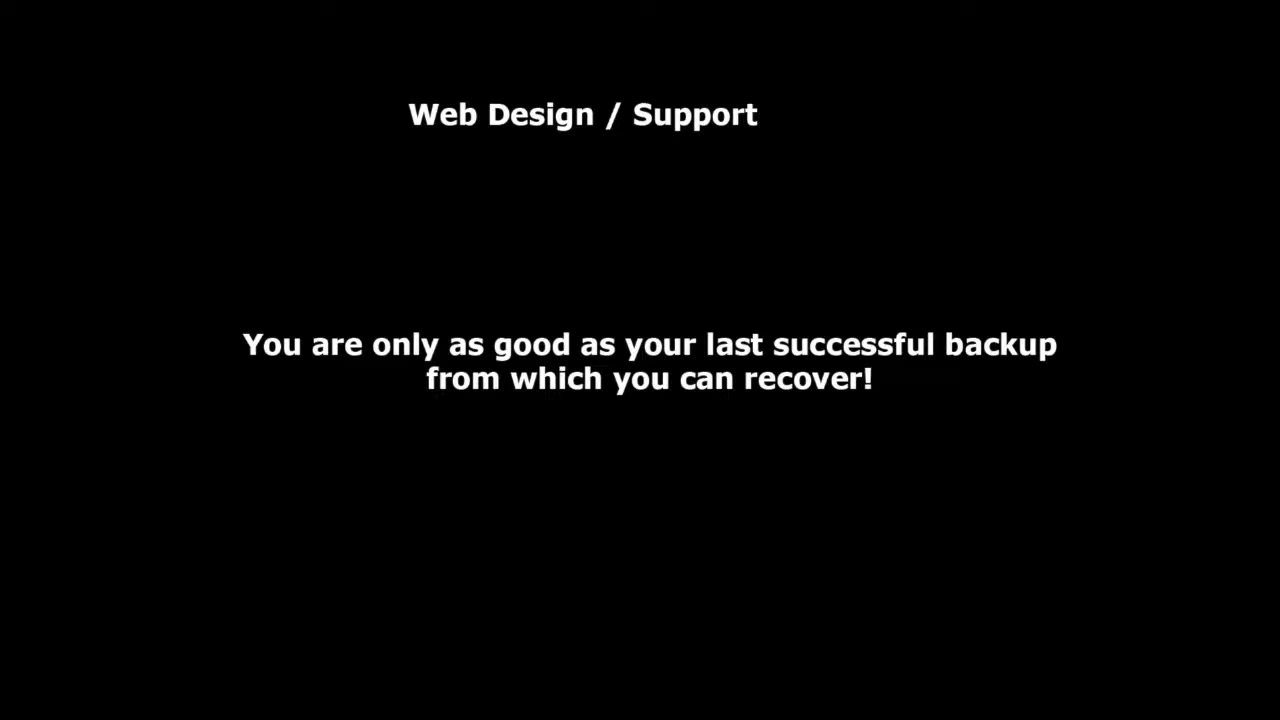 Web Design / Support
You are only as good as your last successful backup
from which you can recover!